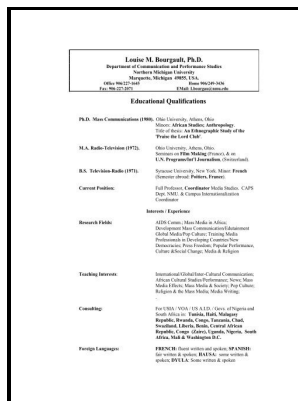 Louise M. Bourgault, Ph.D.
Department of Communication and Performance Studies
Northern Michigan University
Marquette, Michigan 49855, USA.
Educational Qualifications
Ph.D. Mass Communications (1980). Ohio University, Athens, Ohio
Minors: African Studies; Anthropology.
Title of thesis: An Ethnographic Study of the
'Praise the Lord Club'
M.A. Radio-Television (1972). Ohio University, Athens, Ohio.
Seminars on Film Making (France), & on
U.N. Programs/Int'l Journalism, (Switzerland).
B.S. Television-Radio (1971). Syracuse University, New York. Minor: French
(Semester abroad: Poitiers, France).
Current Position: Full Professor, Coordinator Media Studies. CAPS
Dept. NMU. & Campus Internationalization
Coordinator
Interests / Experience
Research Fields: AIDS Comm.; Mass Media in Africa;
Development Mass Communication/Edutainment
Global Media/Pop Culture; Training Media
Professionals in Developing Countries/New
Democracies; Press Freedom; Popular Performance,
Culture &Social Change, Media & Religion
Teaching Interests: International/Global/Inter-Cultural Communication;
African Cultural Studies/Performance; News; Mass
Media Effects; Mass Media & Society; Pop Culture;
Religion & the Mass Media; Media Writing;
Consulting: For USIA / VOA / US A.I.D. / Govt. of Nigeria and
South Africa in: Tunisia, Haiti, Malagasy
Republic, Rwanda, Congo, Tanzania, Chad,
Swaziland, Liberia, Benin, Central African
Republic, Congo (Zaire), Uganda, Nigeria, South
Africa, Mali & Washington D.C.
Foreign Languages: FRENCH: fluent written and spoken; SPANISH:
fair written & spoken; HAUSA: some written &
spoken; DYULA: Some written & spoken